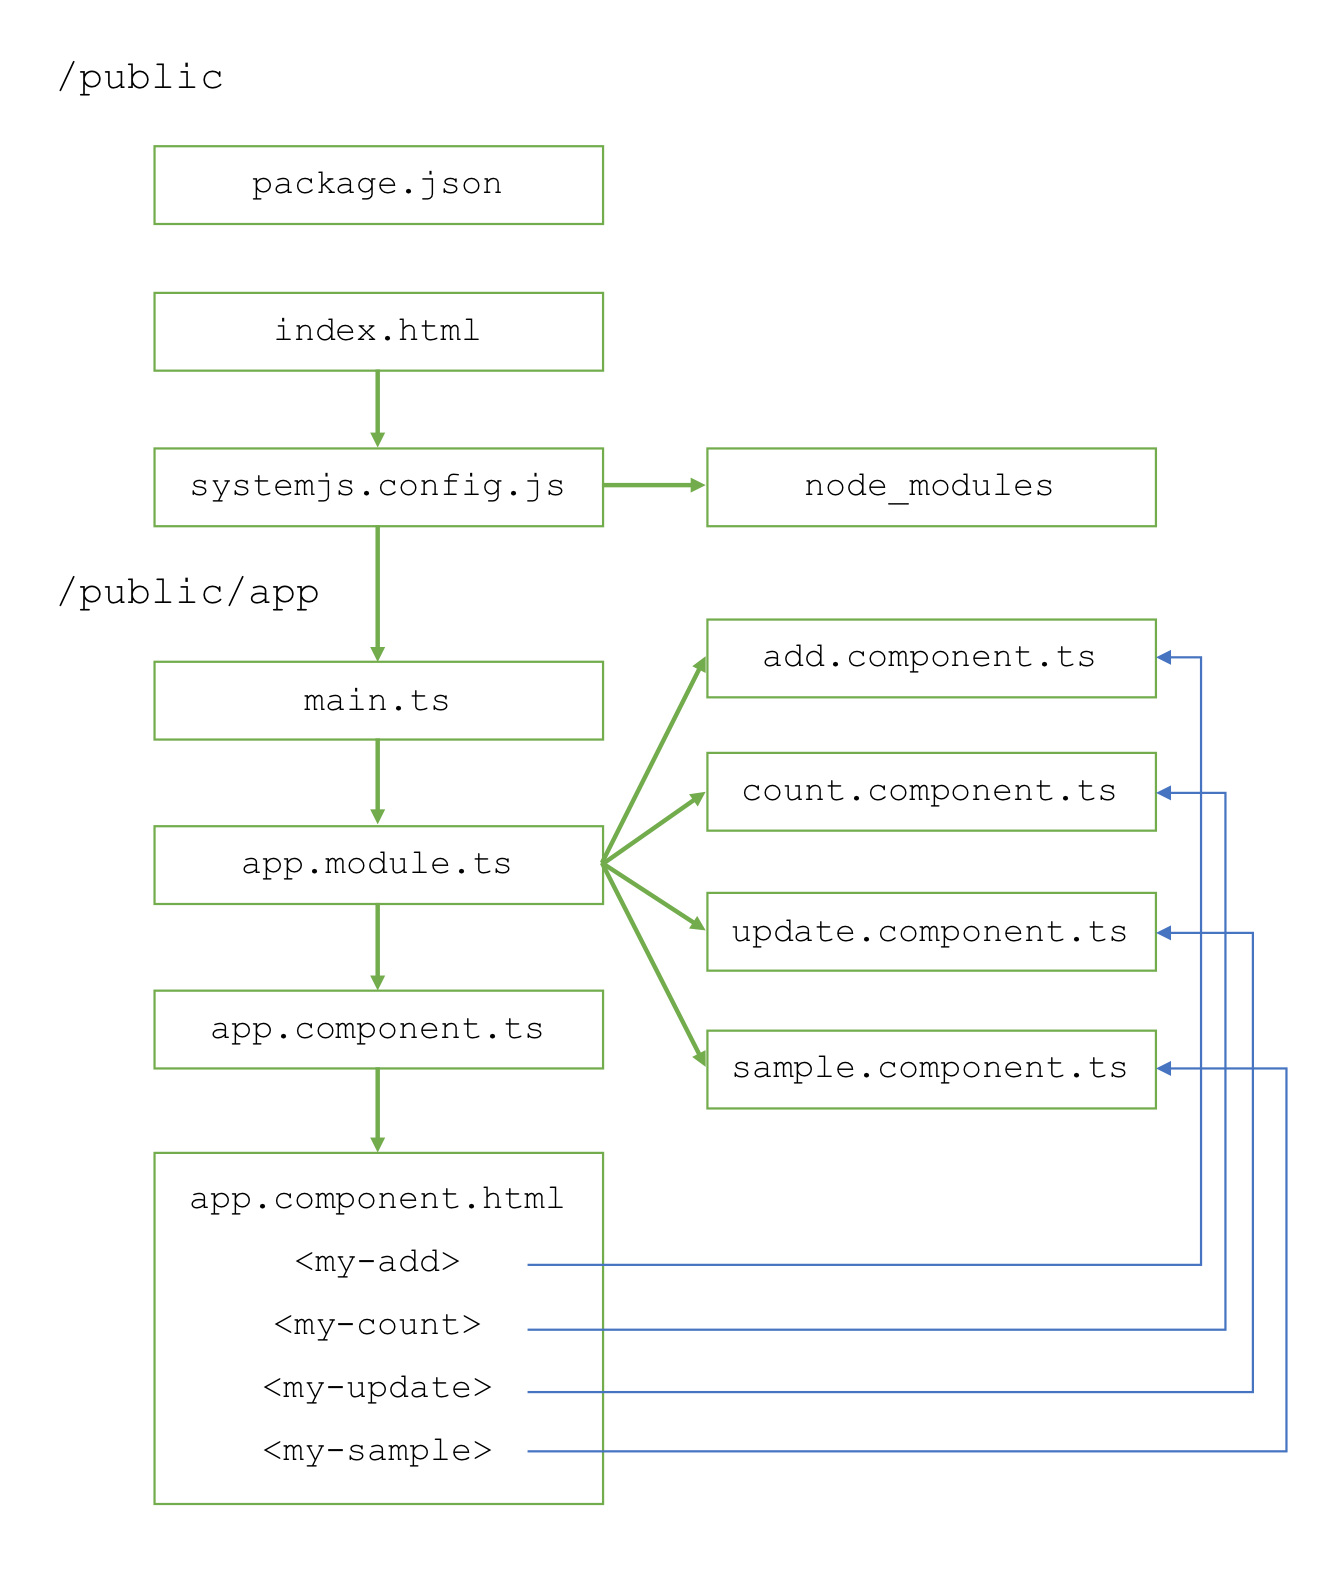 /public
package.json
index.html
systemjs.config.js
node_modules
/public/app
main.ts
app.module.ts
app.component.ts
add.component.ts
count.component.ts
update.component.ts
sample.component.ts
app.component.html
<my-add>
<my-count>
<my-update>
<my-sample>